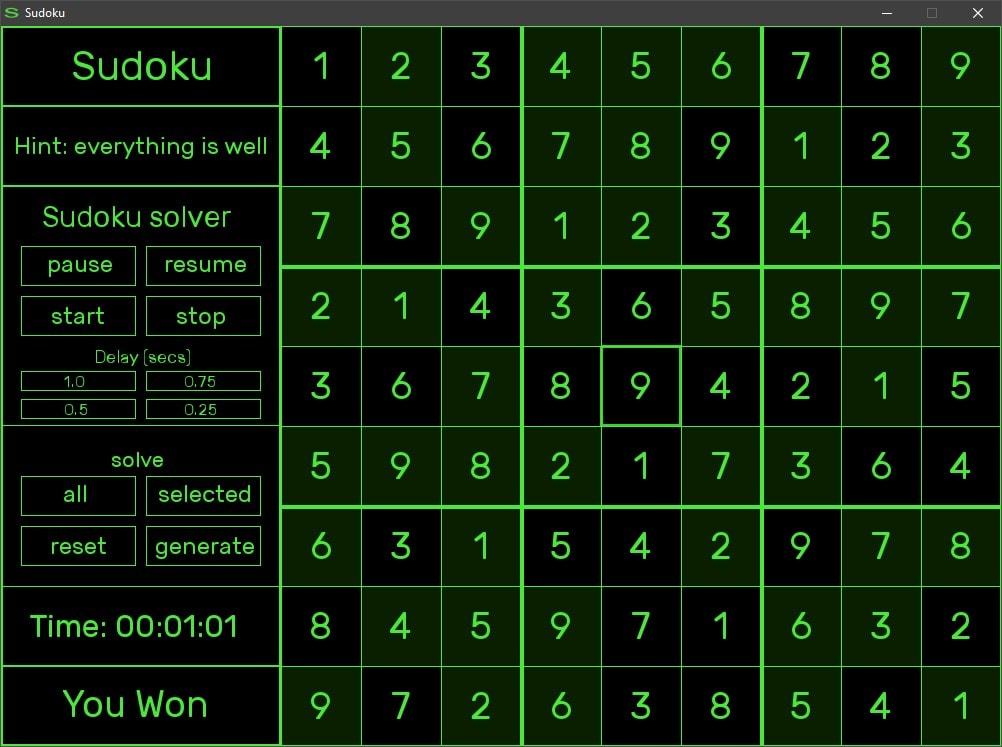 Sudoku
Sudoku
Hint: everything is well
Sudoku solver
pause resume
start stop
Delay (secs)
1.0 0.75
0.5 0.25
solve
all selected
reset generate
Time: 00:01:01
You Won
1 2 3 4 5 6 7 8 9
4 5 6 7 8 9 1 2 3
7 8 9 1 2 3 4 5 6
2 1 4 3 6 5 8 9 7
3 6 7 8 9 4 2 1 5
5 9 8 2 1 7 3 6 4
6 3 1 5 4 2 9 7 8
8 4 5 9 7 1 6 3 2
9 7 2 6 3 8 5 4 1